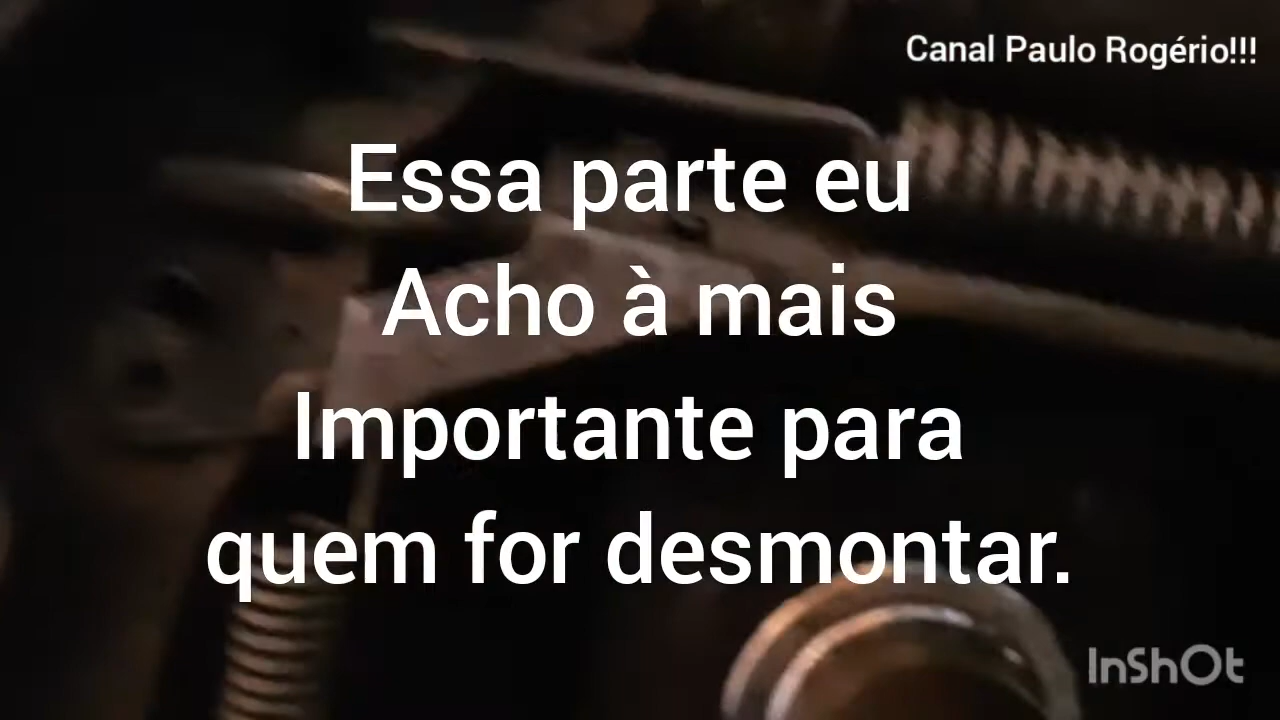 Canal Paulo Rogério!!!
Essa parte eu
Acho à mais
Importante para
quem for desmontar.
InShOt